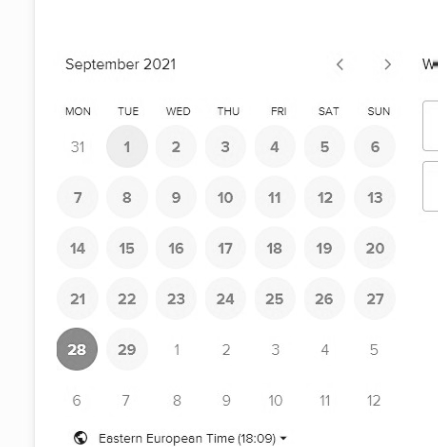 September 2021
MON TUE WED THU FRI SAT SUN
31 1 2 3 4 5 6
7 8 9 10 11 12 13
14 15 16 17 18 19 20
21 22 23 24 25 26 27
28 29 1 2 3 4 5
6 7 8 9 10 11 12
Eastern European Time (18:09)